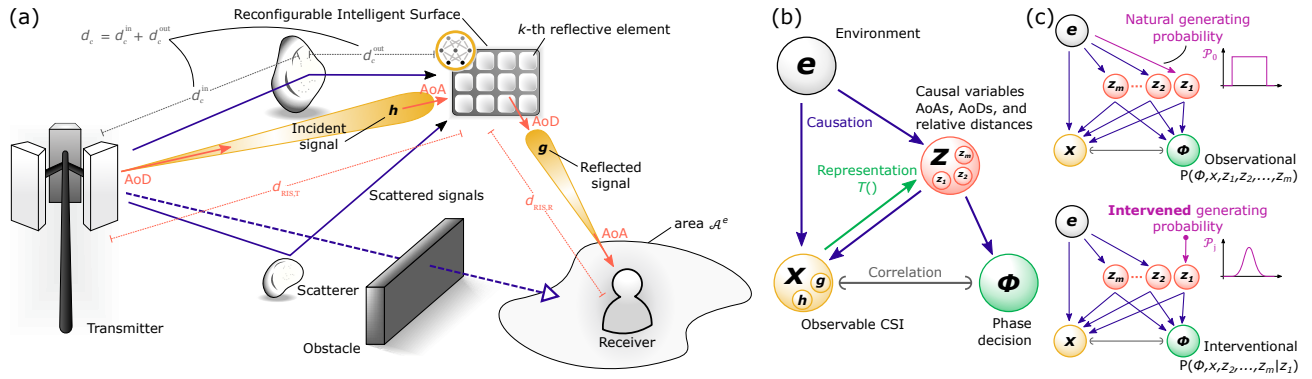 (a)
Reconfigurable Intelligent Surface
k-th reflective element
d_c = d_c^in + d_c^out
d_c^out
d_c^in
AoA
h
Incident
signal
AoD
AoD
g
Reflected
signal
d_RIS,T
d_RIS,R
Scattered signals
AoA
area 𝒜^e
Scatterer
Transmitter
Obstacle
Receiver
(b)
Environment
e
Causal variables
AoAs, AoDs, and
relative distances
Causation
z
z_m
z_1
z_2
Representation
T()
x
g
h
Correlation
Φ
Observable CSI
Phase
decision
(c)
Natural generating
probability
e
𝒫_0
z_m
z_2
z_1
x
Φ
Observational
P(Φ,x,z_1,z_2,...,z_m)
Intervened generating
probability
e
𝒫_i
z_m
z_2
z_1
x
Φ
Interventional
P(Φ,x,z_2,...,z_m|z_1)